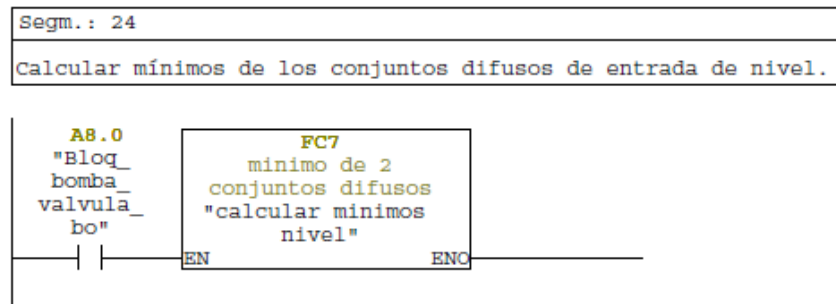 Segm.: 24
Calcular mínimos de los conjuntos difusos de entrada de nivel.
A8.0
"Bloq_
bomba_
valvula_
bo"
FC7
minimo de 2
conjuntos difusos
"calcular minimos
nivel"
EN ENO